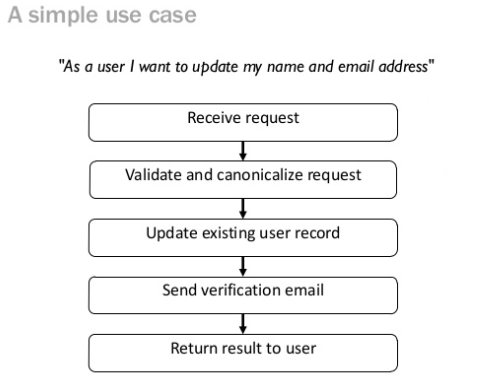 A simple use case
"As a user I want to update my name and email address"
Receive request
Validate and canonicalize request
Update existing user record
Send verification email
Return result to user